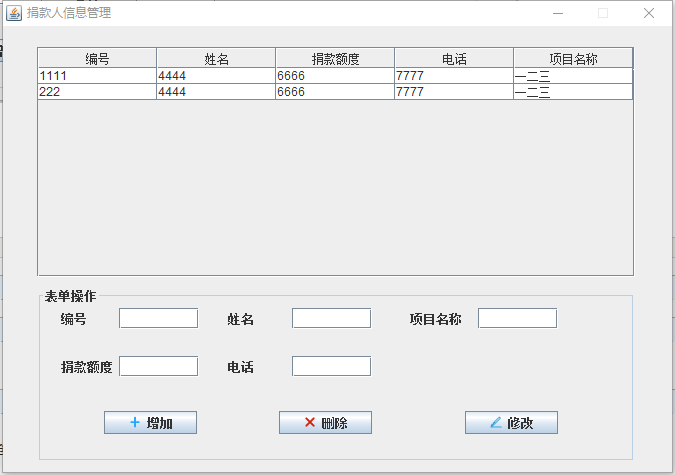 捐款人信息管理
编号 姓名 捐款额度 电话 项目名称
1111 4444 6666 7777 一二三
222 4444 6666 7777 一二三
表单操作
编号 姓名 项目名称
捐款额度 电话
增加 删除 修改